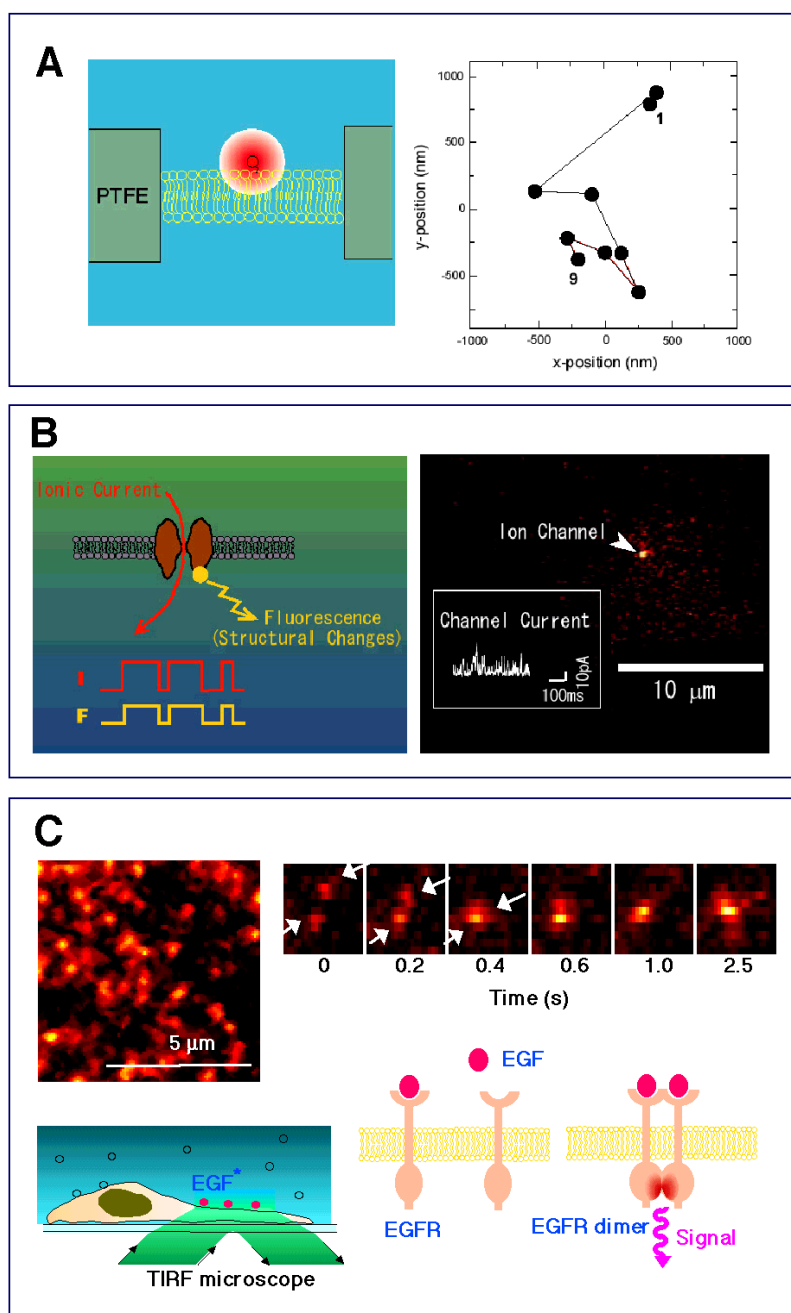 A
PTFE
1000
500
0
-500
-1000
-500
0
500
1000
y-position (nm)
x-position (nm)
1
9
B
Ionic Current
Fluorescence
(Structural Changes)
I
F
Ion Channel
Channel Current
100ms
10pA
10 μm
C
5 μm
0 0.2 0.4 0.6 1.0 2.5
Time (s)
EGF
EGF*
EGFR
EGFR dimer
Signal
TIRF microscope